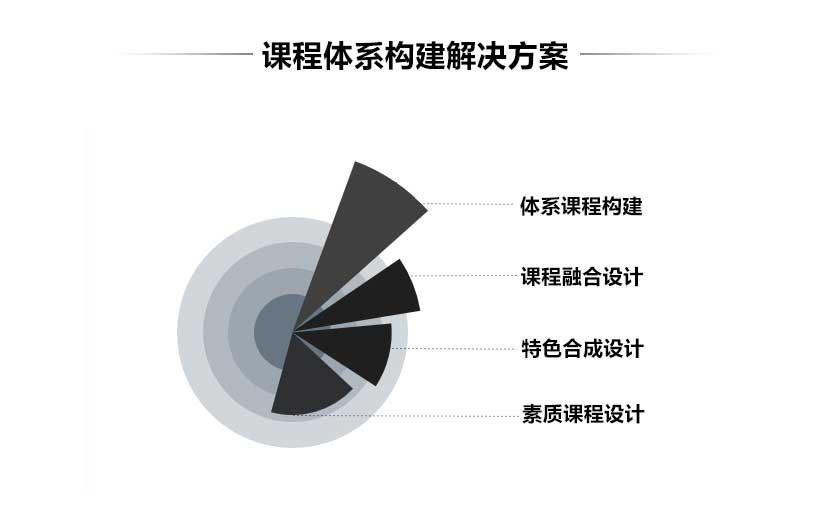 课程体系构建解决方案
体系课程构建
课程融合设计
特色合成设计
素质课程设计